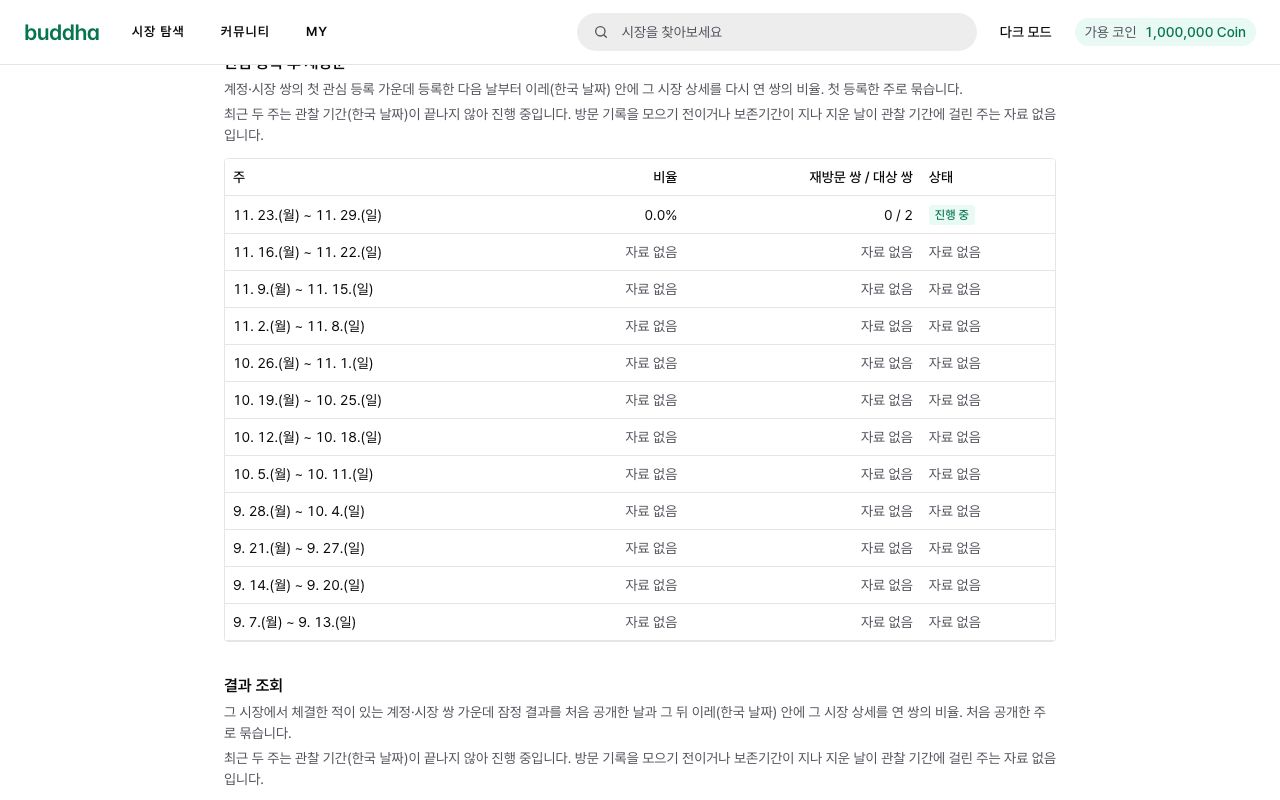 buddha
시장 탐색
커뮤니티
MY
시장을 찾아보세요
다크 모드
가용 코인 1,000,000 Coin
계정·시장 쌍의 첫 관심 등록 가운데 등록한 다음 날부터 이레(한국 날짜) 안에 그 시장 상세를 다시 연 쌍의 비율. 첫 등록한 주로 묶습니다.
최근 두 주는 관찰 기간(한국 날짜)이 끝나지 않아 진행 중입니다. 방문 기록을 모으기 전이거나 보존기간이 지나 지운 날이 관찰 기간에 걸린 주는 자료 없음
입니다.
주 비율 재방문 쌍 / 대상 쌍 상태
11. 23.(월) ~ 11. 29.(일) 0.0% 0 / 2 진행 중
11. 16.(월) ~ 11. 22.(일) 자료 없음 자료 없음 자료 없음
11. 9.(월) ~ 11. 15.(일) 자료 없음 자료 없음 자료 없음
11. 2.(월) ~ 11. 8.(일) 자료 없음 자료 없음 자료 없음
10. 26.(월) ~ 11. 1.(일) 자료 없음 자료 없음 자료 없음
10. 19.(월) ~ 10. 25.(일) 자료 없음 자료 없음 자료 없음
10. 12.(월) ~ 10. 18.(일) 자료 없음 자료 없음 자료 없음
10. 5.(월) ~ 10. 11.(일) 자료 없음 자료 없음 자료 없음
9. 28.(월) ~ 10. 4.(일) 자료 없음 자료 없음 자료 없음
9. 21.(월) ~ 9. 27.(일) 자료 없음 자료 없음 자료 없음
9. 14.(월) ~ 9. 20.(일) 자료 없음 자료 없음 자료 없음
9. 7.(월) ~ 9. 13.(일) 자료 없음 자료 없음 자료 없음
결과 조회
그 시장에서 체결한 적이 있는 계정·시장 쌍 가운데 잠정 결과를 처음 공개한 날과 그 뒤 이레(한국 날짜) 안에 그 시장 상세를 연 쌍의 비율. 처음 공개한 주
로 묶습니다.
최근 두 주는 관찰 기간(한국 날짜)이 끝나지 않아 진행 중입니다. 방문 기록을 모으기 전이거나 보존기간이 지나 지운 날이 관찰 기간에 걸린 주는 자료 없음
입니다.